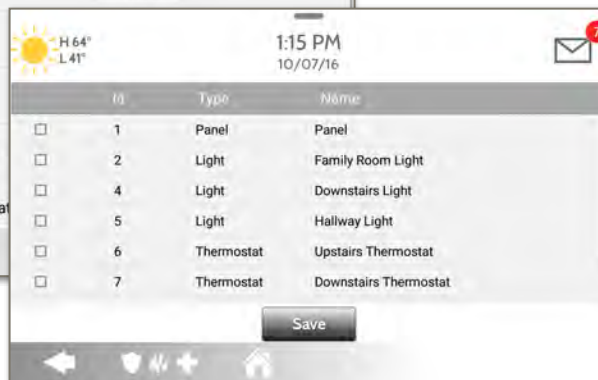 H 64°
L 41°
1:15 PM
10/07/16
7
Id Type Name
1 Panel Panel
2 Light Family Room Light
4 Light Downstairs Light
5 Light Hallway Light
6 Thermostat Upstairs Thermostat
7 Thermostat Downstairs Thermostat
at
Save